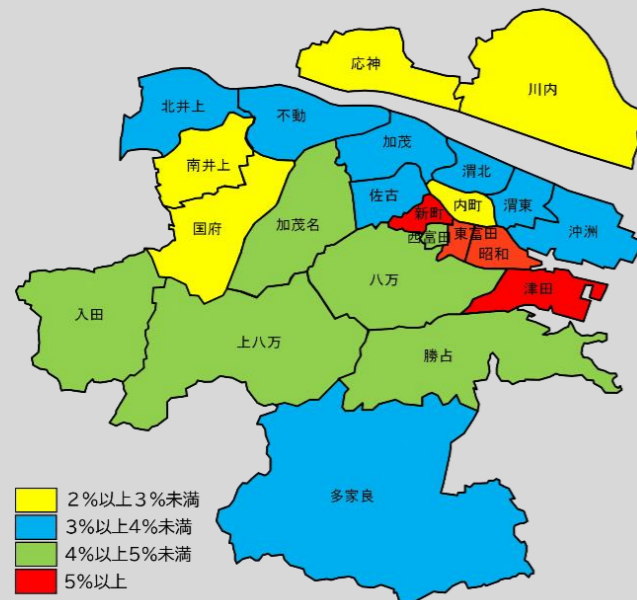 応神
川内
北井上
不動
加茂
渭北
南井上
佐古
内町
渭東
新町
沖洲
国府
加茂名
西富田
東富田
昭和
八万
津田
入田
上八万
勝占
多家良
2%以上3%未満
3%以上4%未満
4%以上5%未満
5%以上